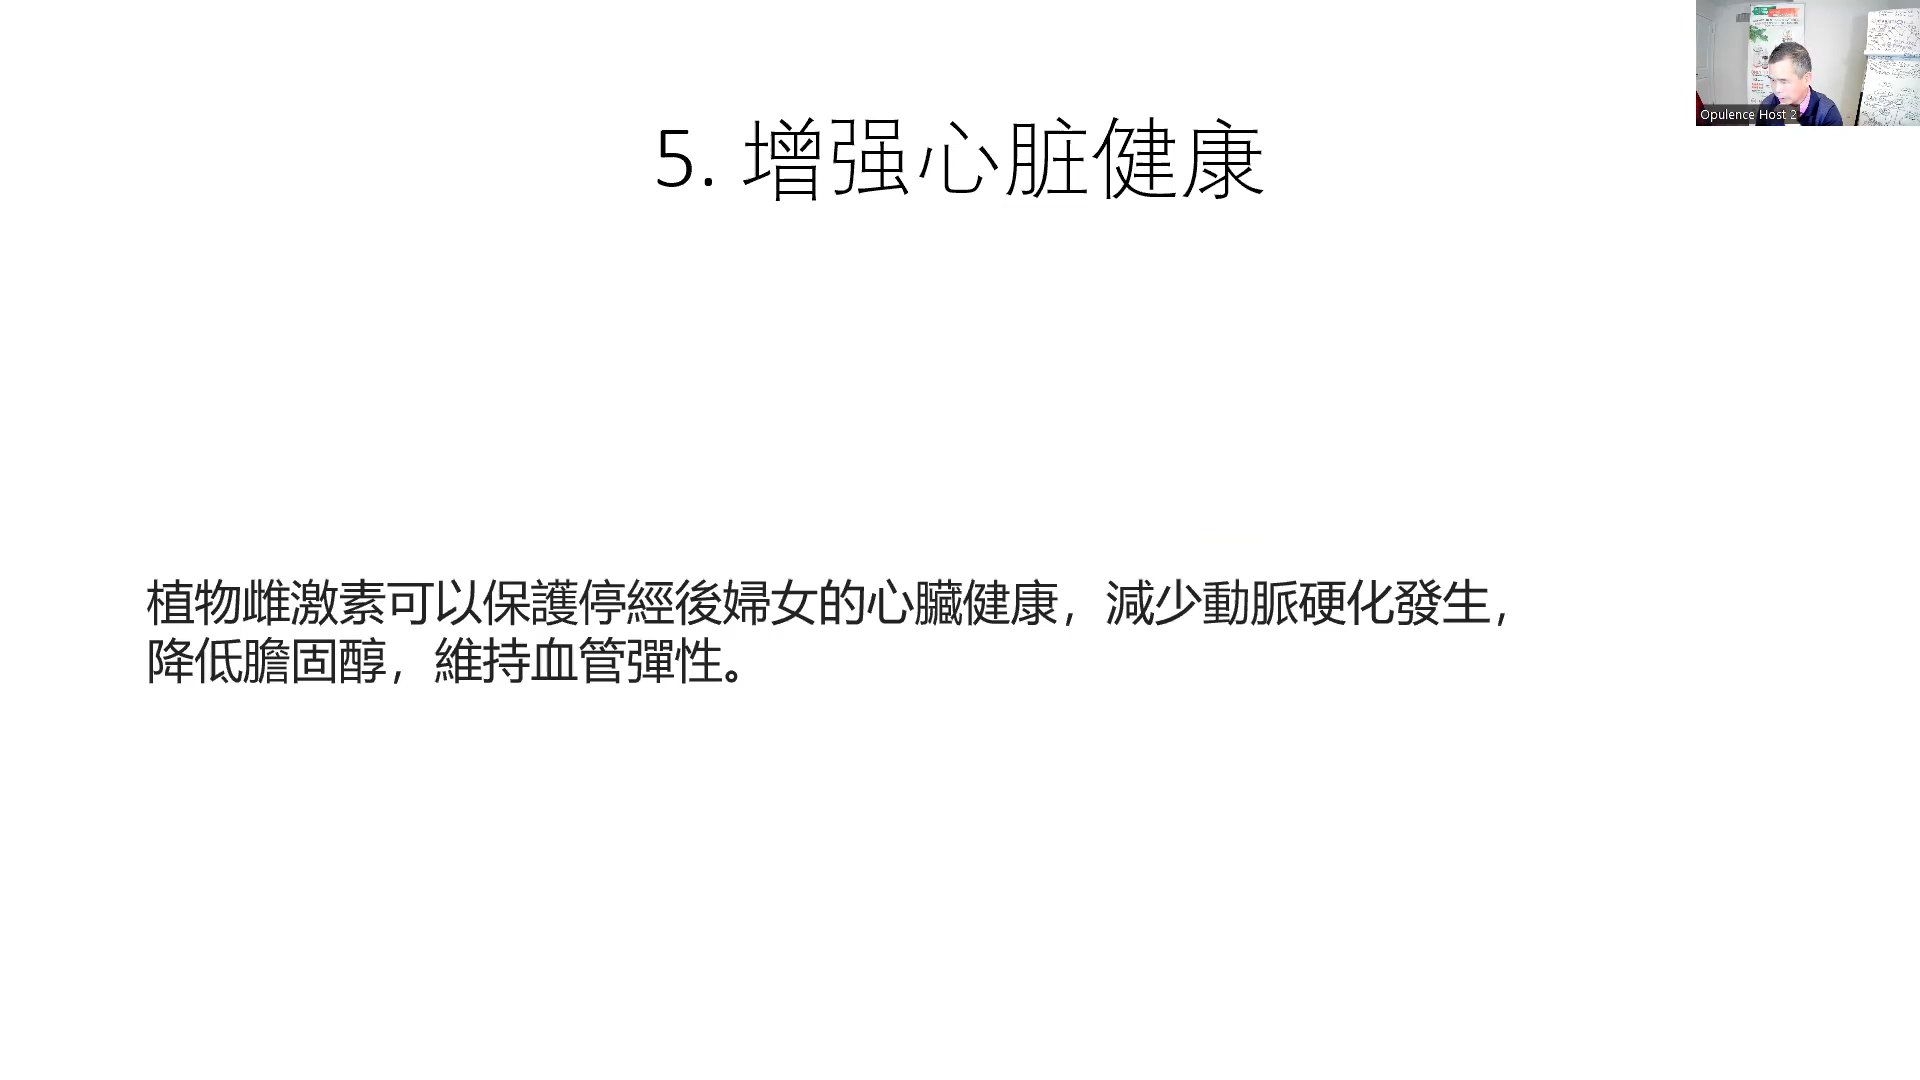 5. 增强心脏健康
植物雌激素可以保護停經後婦女的心臟健康，減少動脈硬化發生，
降低膽固醇，維持血管彈性。
Opulence Host 2